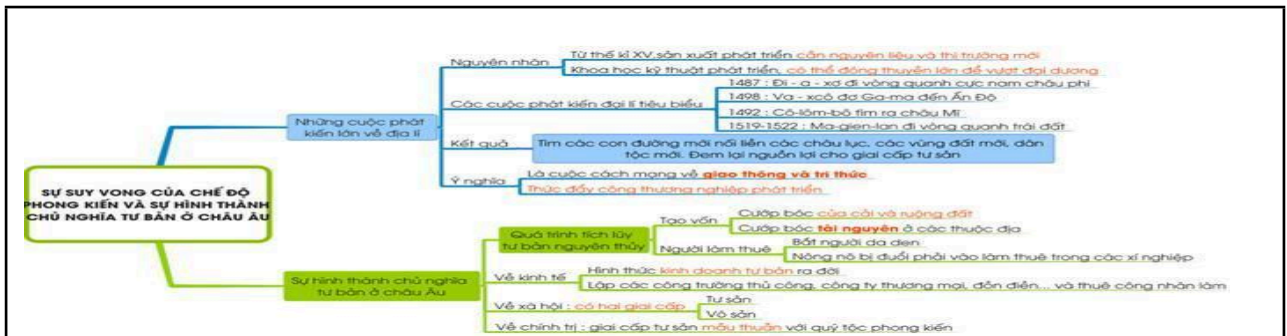 SỰ SUY VONG CỦA CHẾ ĐỘ
PHONG KIẾN VÀ SỰ HÌNH THÀNH
CHỦ NGHĨA TƯ BẢN Ở CHÂU ÂU
Những cuộc phát
kiến lớn về địa lí
Nguyên nhân
Từ thế kỉ XV,sản xuất phát triển cần nguyên liệu và thị trường mới
Khoa học kỹ thuật phát triển, có thể đóng thuyền lớn để vượt đại dương
Các cuộc phát kiến đại lí tiêu biểu
1487 : Đi - a - xơ đi vòng quanh cực nam châu phi
1498 : Va - xcô đơ Ga-ma đến Ấn Độ
1492 : Cô-lôm-bô tìm ra châu Mĩ
1519-1522 : Ma-gien-lan đi vòng quanh trái đất
Kết quả
Tìm các con đường mới nối liền các châu lục, các vùng đất mới, dân
tộc mới. Đem lại nguồn lợi cho giai cấp tư sản
Ý nghĩa
Là cuộc cách mạng về giao thông và tri thức
Thúc đẩy công thương nghiệp phát triển
Sự hình thành chủ nghĩa
tư bản ở châu Âu
Quá trình tích lũy
tư bản nguyên thủy
Tạo vốn
Cướp bóc của cải và ruộng đất
Cướp bóc tài nguyên ở các thuộc địa
Người làm thuê
Bắt người da đen
Nông nô bị đuổi phải vào làm thuê trong các xí nghiệp
Về kinh tế
Hình thức kinh doanh tư bản ra đời
Lập các công trường thủ công, công ty thương mại, đồn điền... và thuê công nhân làm
Về xã hội : có hai giai cấp
Tư sản
Vô sản
Về chính trị : giai cấp tư sản mâu thuẫn với quý tộc phong kiến